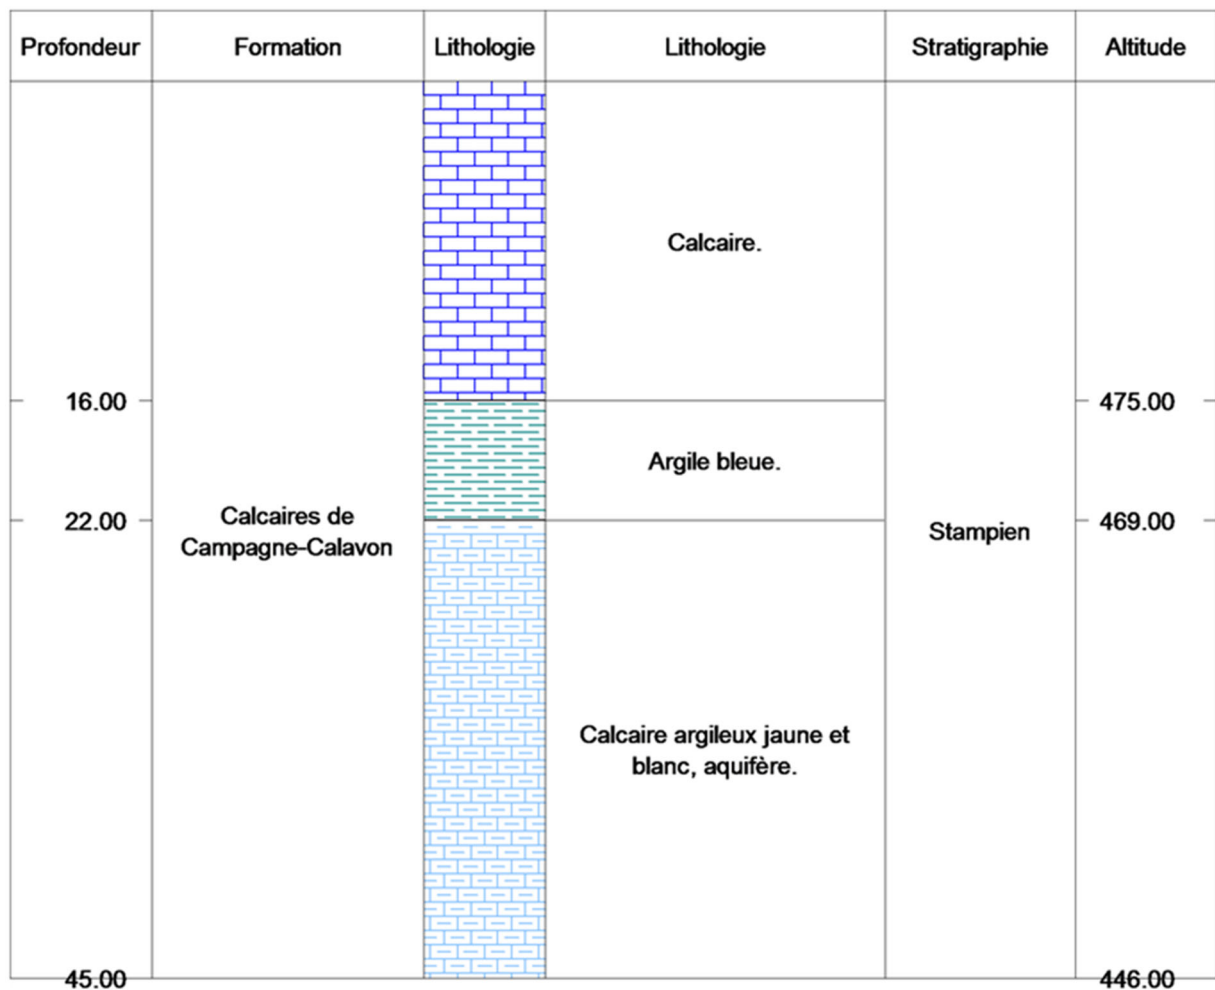 Profondeur Formation Lithologie Lithologie Stratigraphie Altitude
Calcaire.
16.00 475.00
Argile bleue.
22.00 469.00
Calcaires de
Campagne-Calavon
Stampien
Calcaire argileux jaune et
blanc, aquifère.
45.00 446.00